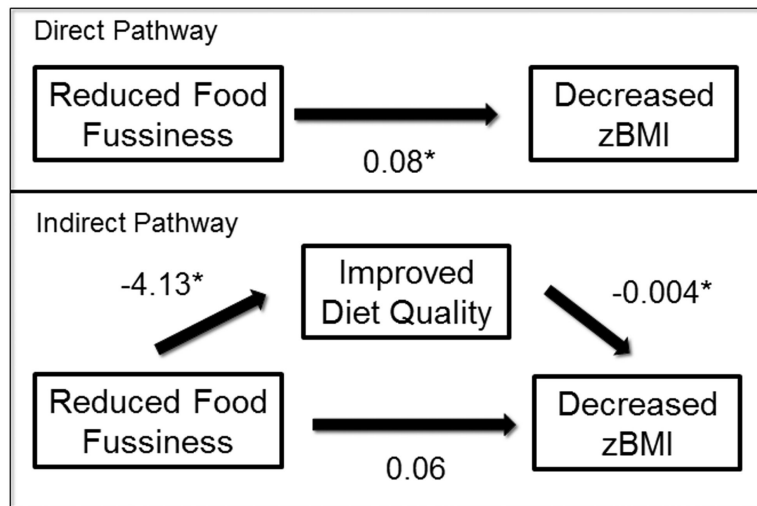 Direct Pathway
Reduced Food
Fussiness
Decreased
zBMI
0.08*
Indirect Pathway
-4.13*
Improved
Diet Quality
-0.004*
Reduced Food
Fussiness
Decreased
zBMI
0.06